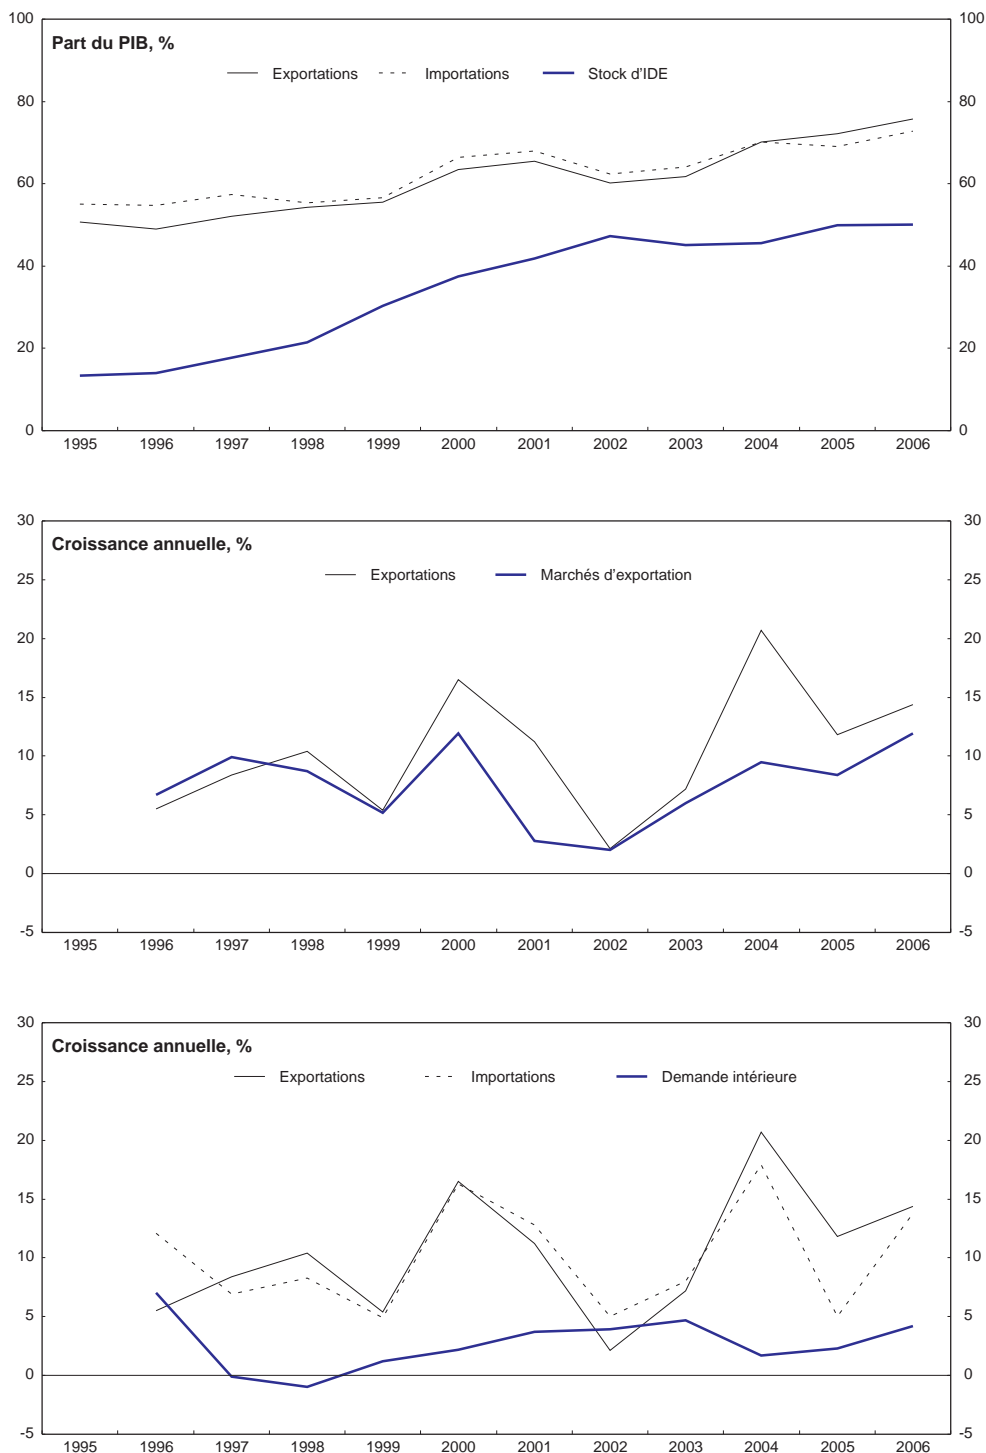 100 100
Part du PIB, %
Exportations Importations Stock d'IDE
80 80
60 60
40 40
20 20
0 0
1995 1996 1997 1998 1999 2000 2001 2002 2003 2004 2005 2006
30 30
Croissance annuelle, %
Exportations Marchés d'exportation
25 25
20 20
15 15
10 10
5 5
0 0
-5 -5
1995 1996 1997 1998 1999 2000 2001 2002 2003 2004 2005 2006
30 30
Croissance annuelle, %
Exportations Importations Demande intérieure
25 25
20 20
15 15
10 10
5 5
0 0
-5 -5
1995 1996 1997 1998 1999 2000 2001 2002 2003 2004 2005 2006